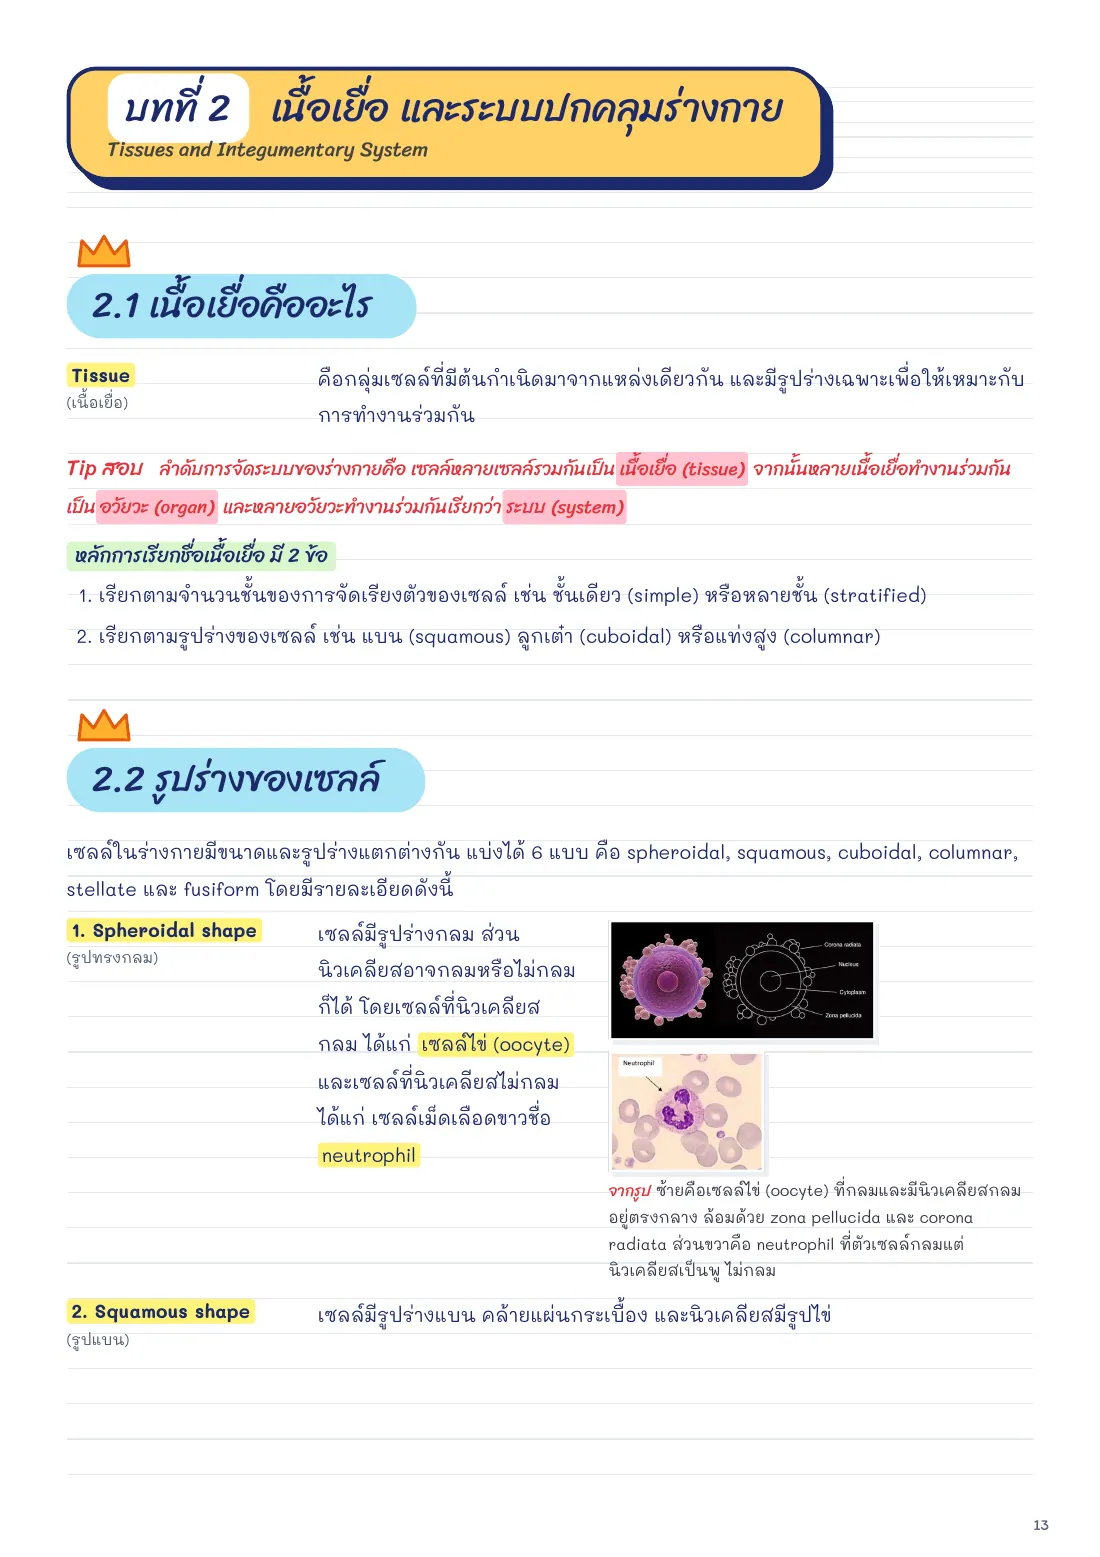 บทที่ 2 เนื้อเยื่อ และระบบปกคลุมร่างกาย
Tissues and Integumentary System
2.1 เนื้อเยื่อคืออะไร
Tissue
(เนื้อเยื่อ)
คือกลุ่มเซลล์ที่มีต้นกำเนิดมาจากแหล่งเดียวกัน และมีรูปร่างเฉพาะเพื่อให้เหมาะกับ
การทำงานร่วมกัน
Tip สอบ ลำดับการจัดระบบของร่างกายคือ เซลล์หลายเซลล์รวมกันเป็น เนื้อเยื่อ (tissue) จากนั้นหลายเนื้อเยื่อทำงานร่วมกัน
เป็น อวัยวะ (organ) และหลายอวัยวะทำงานร่วมกันเรียกว่า ระบบ (system)
หลักการเรียกชื่อเนื้อเยื่อ มี 2 ข้อ
1. เรียกตามจำนวนชั้นของการจัดเรียงตัวของเซลล์ เช่น ชั้นเดียว (simple) หรือหลายชั้น (stratified)
2. เรียกตามรูปร่างของเซลล์ เช่น แบน (squamous) ลูกเต๋า (cuboidal) หรือแท่งสูง (columnar)
2.2 รูปร่างของเซลล์
เซลล์ในร่างกายมีขนาดและรูปร่างแตกต่างกัน แบ่งได้ 6 แบบ คือ spheroidal, squamous, cuboidal, columnar,
stellate และ fusiform โดยมีรายละเอียดดังนี้
1. Spheroidal shape
(รูปทรงกลม)
เซลล์มีรูปร่างกลม ส่วน
นิวเคลียสอาจกลมหรือไม่กลม
ก็ได้ โดยเซลล์ที่นิวเคลียส
กลม ได้แก่ เซลล์ไข่ (oocyte)
และเซลล์ที่นิวเคลียสไม่กลม
ได้แก่ เซลล์เม็ดเลือดขาวชื่อ
neutrophil
Corona radiata
Nucleus
Cytoplasm
Zona pellucida
Neutrophil
จากรูป ซ้ายคือเซลล์ไข่ (oocyte) ที่กลมและมีนิวเคลียสกลม
อยู่ตรงกลาง ล้อมด้วย zona pellucida และ corona
radiata ส่วนขวาคือ neutrophil ที่ตัวเซลล์กลมแต่
นิวเคลียสเป็นพู ไม่กลม
2. Squamous shape
(รูปแบน)
เซลล์มีรูปร่างแบน คล้ายแผ่นกระเบื้อง และนิวเคลียสมีรูปไข่
13